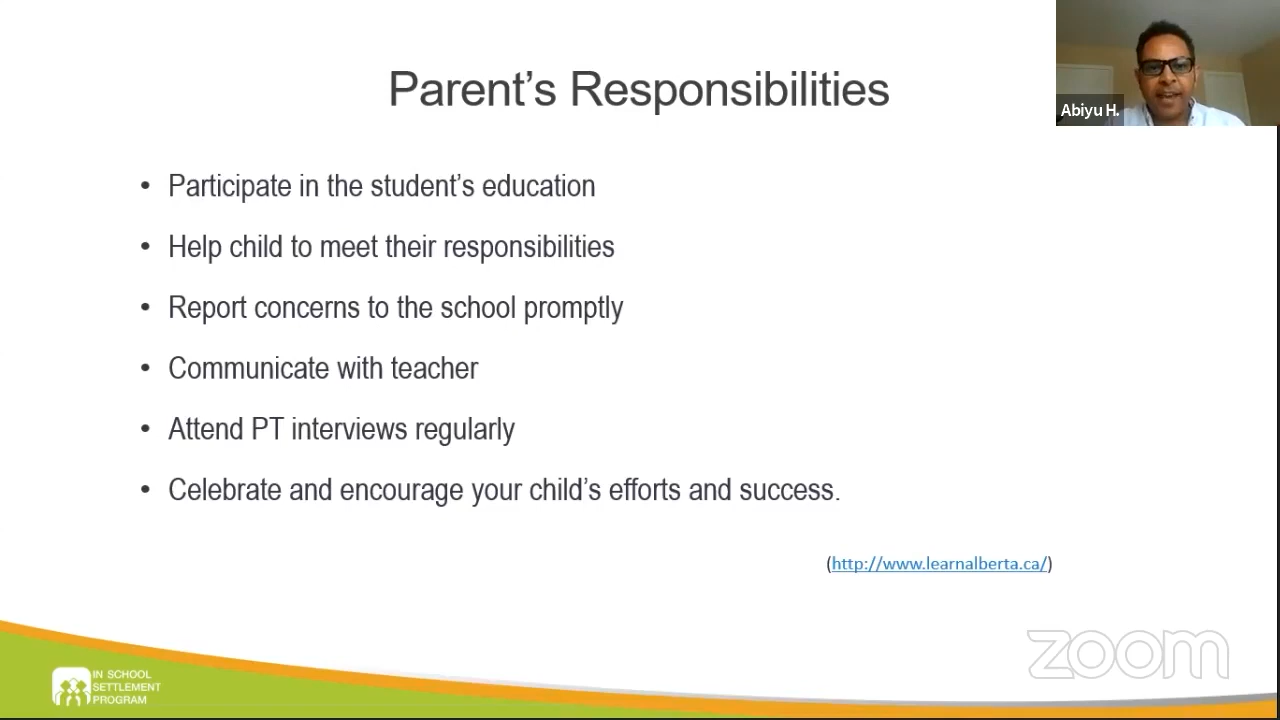 Parent's Responsibilities
Abiyu H.
• Participate in the student's education
• Help child to meet their responsibilities
• Report concerns to the school promptly
• Communicate with teacher
• Attend PT interviews regularly
• Celebrate and encourage your child's efforts and success.
(http://www.learnalberta.ca/)
zoom
IN SCHOOL
SETTLEMENT
PROGRAM